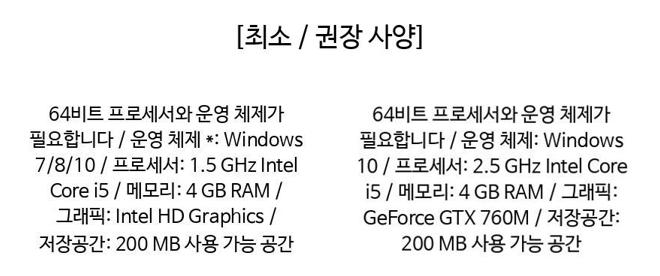 [최소 / 권장 사양]
64비트 프로세서와 운영 체제가
필요합니다 / 운영 체제 *: Windows
7/8/10 / 프로세서: 1.5 GHz Intel
Core i5 / 메모리: 4 GB RAM /
그래픽: Intel HD Graphics /
저장공간: 200 MB 사용 가능 공간
64비트 프로세서와 운영 체제가
필요합니다 / 운영 체제: Windows
10 / 프로세서: 2.5 GHz Intel Core
i5 / 메모리: 4 GB RAM / 그래픽:
GeForce GTX 760M / 저장공간:
200 MB 사용 가능 공간